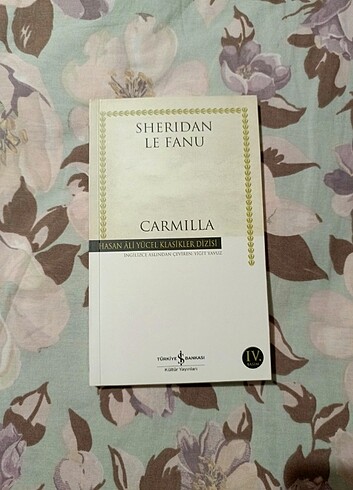 SHERIDAN
LE FANU
CARMILLA
HASAN ÂLİ YÜCEL KLASİKLER DİZİSİ
İNGİLİZCE ASLINDAN ÇEVİREN: YİĞİT YAVUZ
TÜRKİYE İŞ BANKASI
Kültür Yayınları
IV.